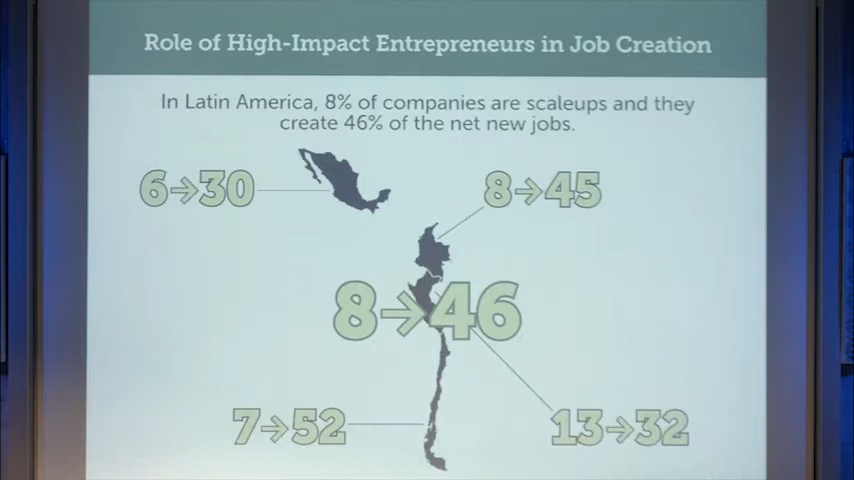 Role of High-Impact Entrepreneurs in Job Creation
In Latin America, 8% of companies are scaleups and they
create 46% of the net new jobs.
6→30
8→45
8→46
7→52
13→32